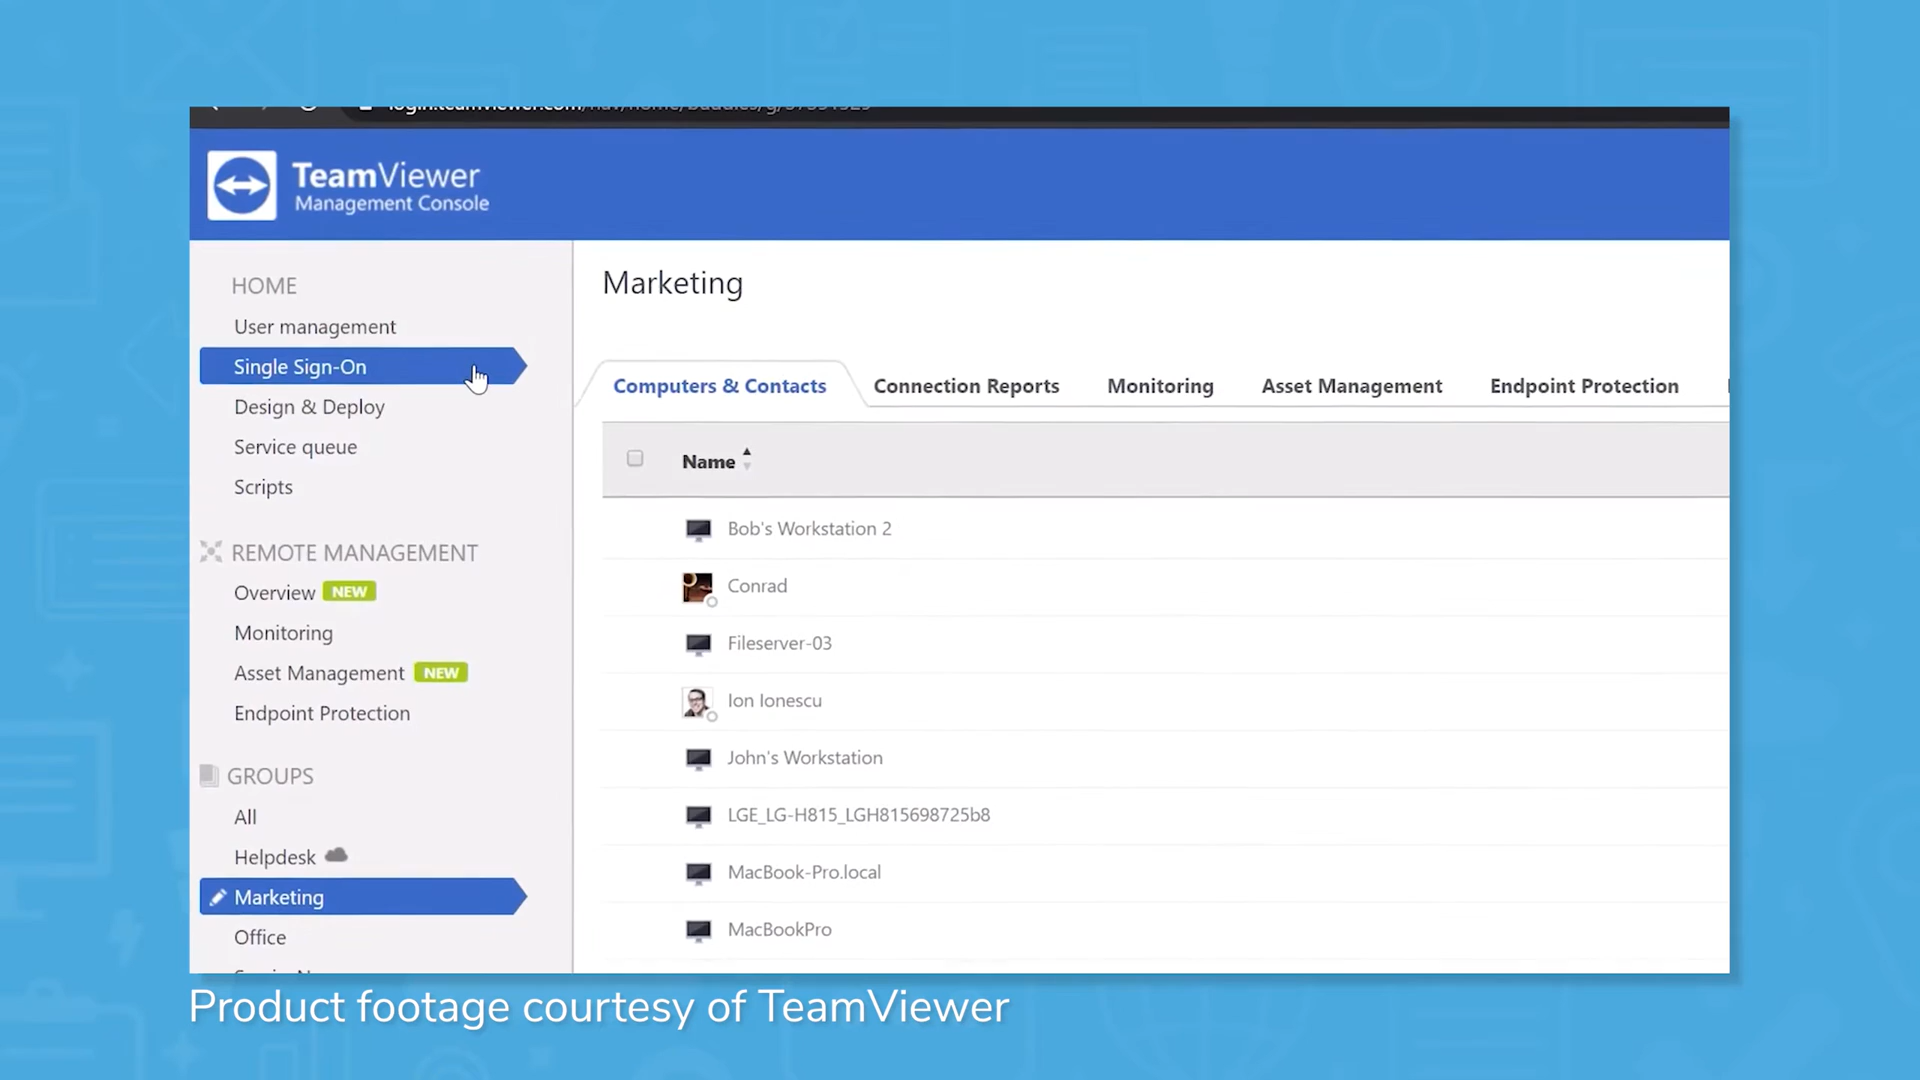 TeamViewer
Management Console
HOME
User management
Single Sign-On
Design & Deploy
Service queue
Scripts
REMOTE MANAGEMENT
Overview NEW
Monitoring
Asset Management NEW
Endpoint Protection
GROUPS
All
Helpdesk
Marketing
Office
Marketing
Computers & Contacts Connection Reports Monitoring Asset Management Endpoint Protection
Name
Bob's Workstation 2
Conrad
Fileserver-03
Ion Ionescu
John's Workstation
LGE_LG-H815_LGH815698725b8
MacBook-Pro.local
MacBookPro
Product footage courtesy of TeamViewer